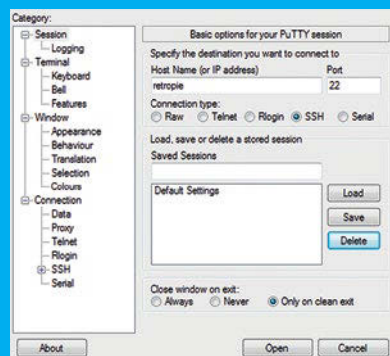 Category:
Session
Logging
Terminal
Keyboard
Bell
Features
Window
Appearance
Behaviour
Translation
Selection
Colours
Connection
Data
Proxy
Telnet
Rlogin
SSH
Serial
Basic options for your PuTTY session
Specify the destination you want to connect to
Host Name (or IP address) Port
retropie 22
Connection type:
Raw Telnet Rlogin SSH Serial
Load, save or delete a stored session
Saved Sessions
Default Settings
Load
Save
Delete
Close window on exit:
Always Never Only on clean exit
About Open Cancel